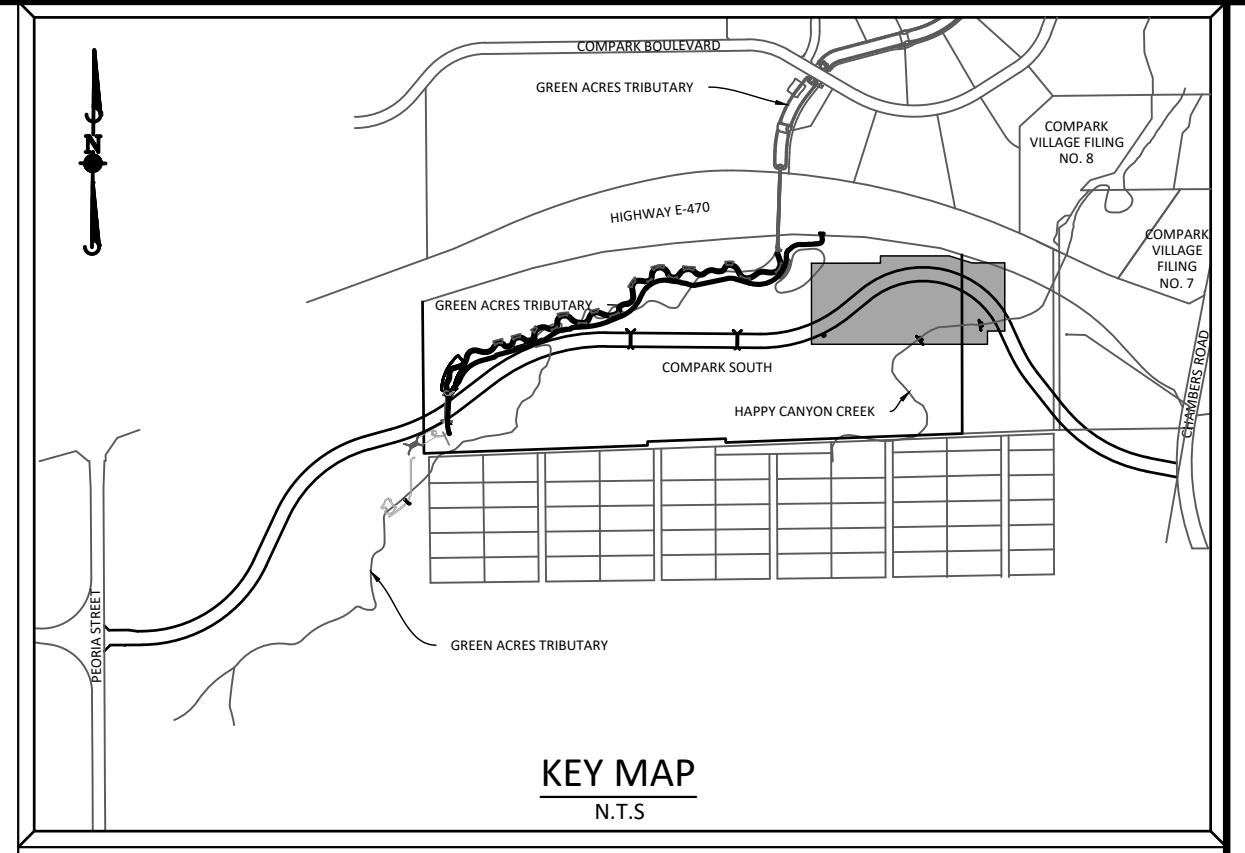 COMPARK BOULEVARD
GREEN ACRES TRIBUTARY
COMPARK
VILLAGE FILING
NO. 8
N
HIGHWAY E-470
COMPARK
VILLAGE
FILING
NO. 7
GREEN ACRES TRIBUTARY
COMPARK SOUTH
CHAMBERS ROAD
HAPPY CANYON CREEK
PEORIA STREET
GREEN ACRES TRIBUTARY
KEY MAP
N.T.S